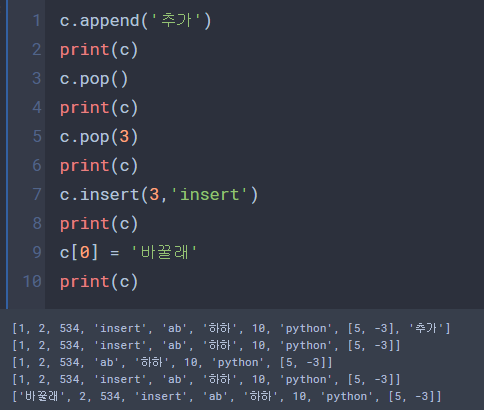 1 c.append('추가')
2 print(c)
3 c.pop()
4 print(c)
5 c.pop(3)
6 print(c)
7 c.insert(3,'insert')
8 print(c)
9 c[0] = '바꿀래'
10 print(c)
[1, 2, 534, 'insert', 'ab', '하하', 10, 'python', [5, -3], '추가']
[1, 2, 534, 'insert', 'ab', '하하', 10, 'python', [5, -3]]
[1, 2, 534, 'ab', '하하', 10, 'python', [5, -3]]
[1, 2, 534, 'insert', 'ab', '하하', 10, 'python', [5, -3]]
['바꿀래', 2, 534, 'insert', 'ab', '하하', 10, 'python', [5, -3]]